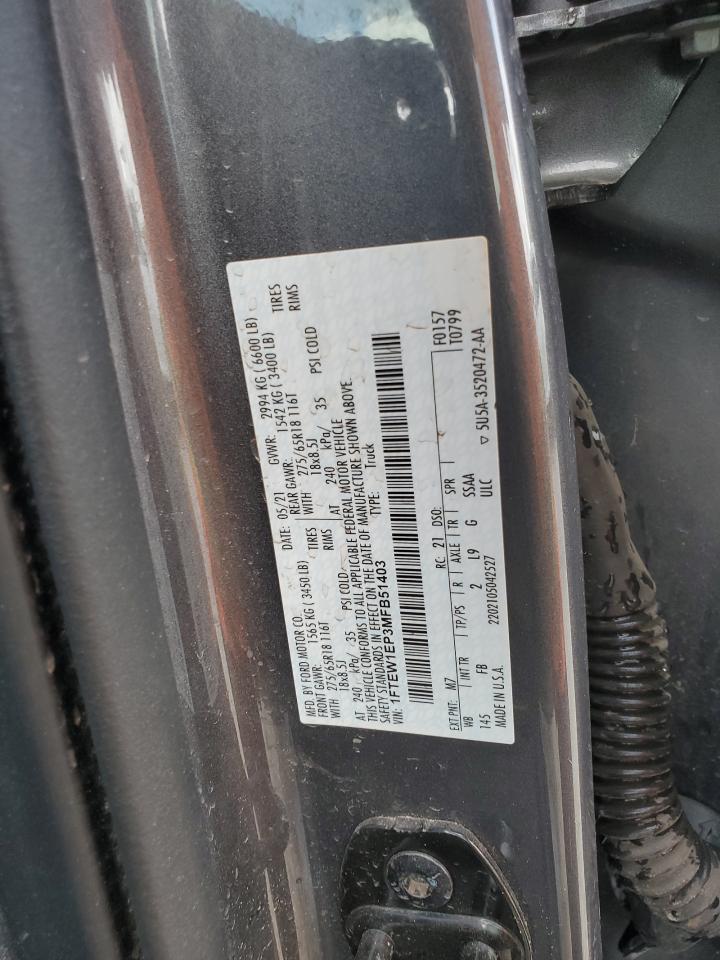 MFD. BY FORD MOTOR CO. DATE: 05/21 GVWR: 2994 KG ( 6600 LB)
FRONT GAWR: 1565 KG ( 3450 LB) REAR GAWR: 1542 KG ( 3400 LB)
WITH 275/65R18 116T TIRES WITH 275/65R18 116T TIRES
18x8.5J RIMS 18x8.5J RIMS
AT 240 kPa/ 35 PSI COLD AT 240 kPa/ 35 PSI COLD
THIS VEHICLE CONFORMS TO ALL APPLICABLE FEDERAL MOTOR VEHICLE
SAFETY STANDARDS IN EFFECT ON THE DATE OF MANUFACTURE SHOWN ABOVE.
VIN: 1FTEW1EP3MFB51403 TYPE: Truck
F0157
EXT PNT: M7 RC: 21 DSO: T0799
WB INT TR TP/PS R AXLE TR SPR
145 FB 2 L9 G SSAA
MADE IN U.S.A. 2202105042527 ULC ▽ 5U5A-3520472-AA